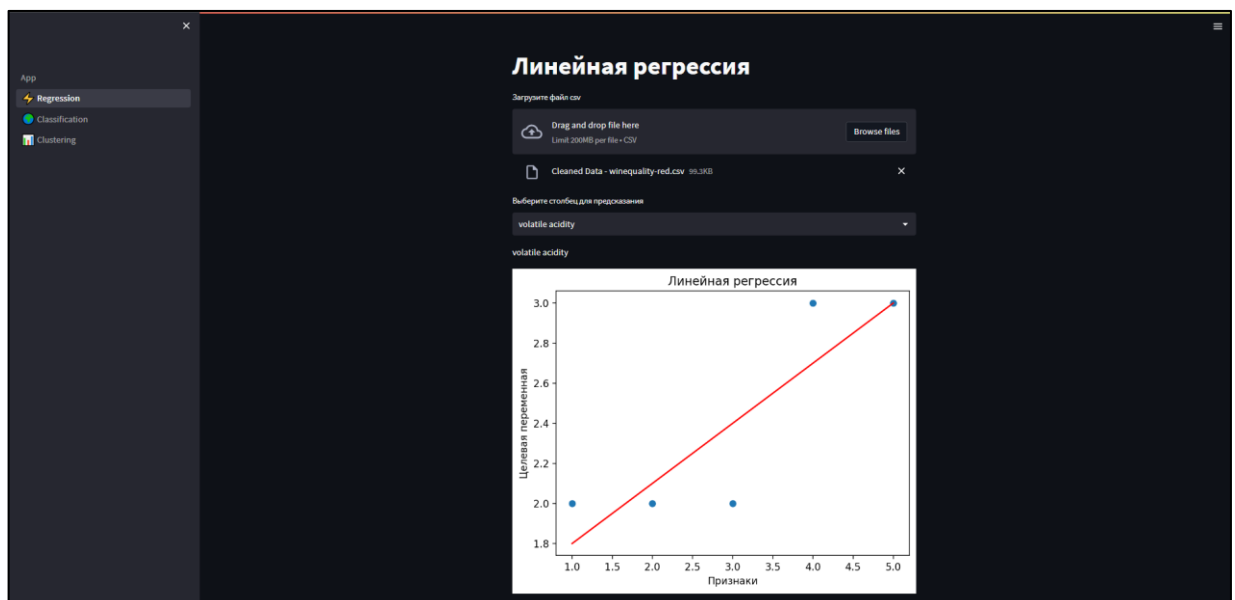 App
Regression
Classification
Clustering
Линейная регрессия
Загрузите файл csv
Drag and drop file here
Limit 200MB per file • CSV
Browse files
Cleaned Data - winequality-red.csv 99.3KB
Выберите столбец для предсказания
volatile acidity
volatile acidity
Линейная регрессия
Целевая переменная
3.0
2.8
2.6
2.4
2.2
2.0
1.8
1.0 1.5 2.0 2.5 3.0 3.5 4.0 4.5 5.0
Признаки